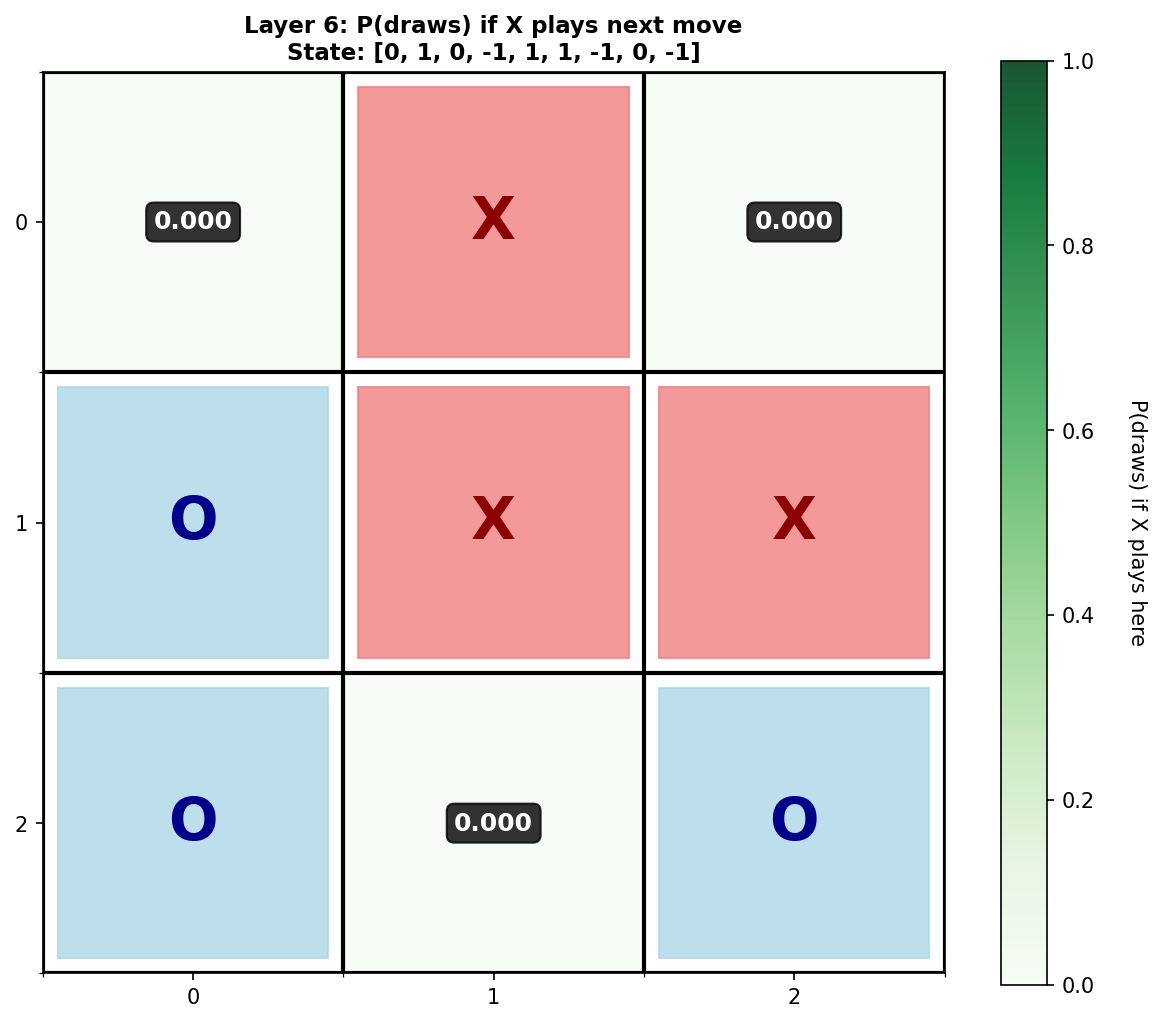 Layer 6: P(draws) if X plays next move
State: [0, 1, 0, -1, 1, 1, -1, 0, -1]
0.000
X
0.000
O
X
X
O
0.000
O
0
1
2
0
1
2
1.0
0.8
0.6
0.4
0.2
0.0
P(draws) if X plays here